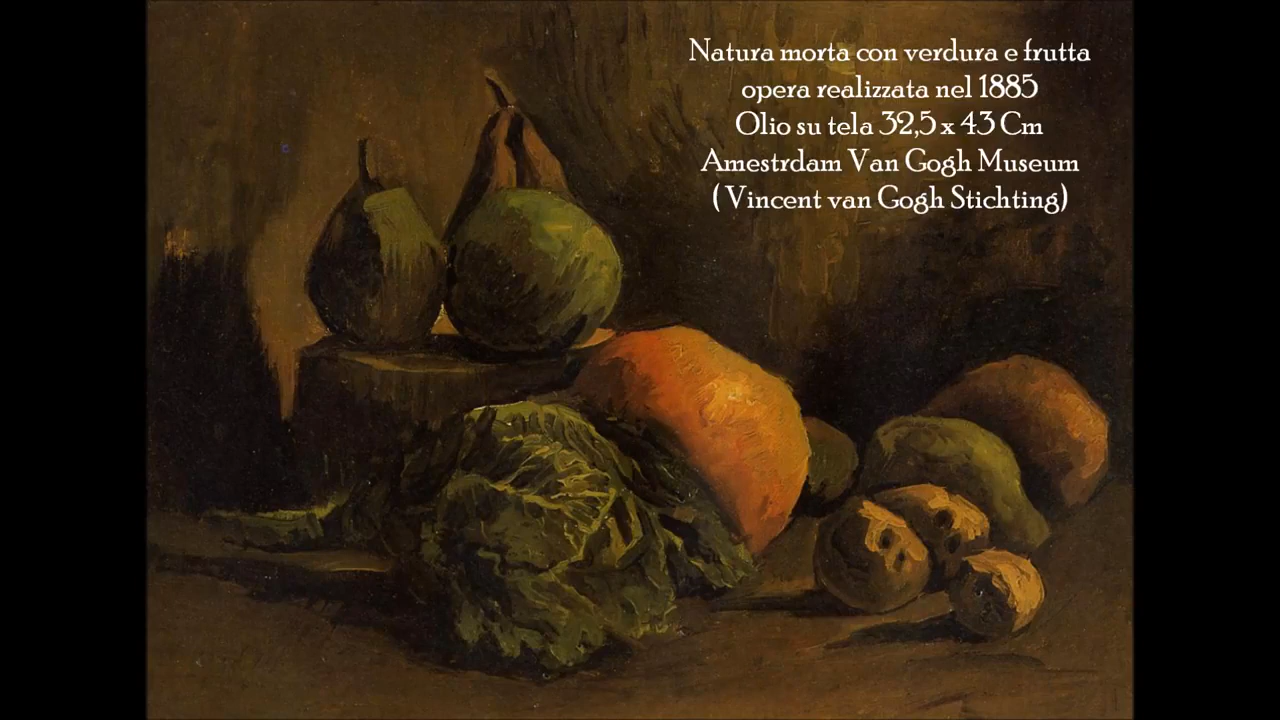 Natura morta con verdura e frutta
opera realizzata nel 1885
Olio su tela 32,5 x 43 Cm
Amestrdam Van Gogh Museum
( Vincent van Gogh Stichting)